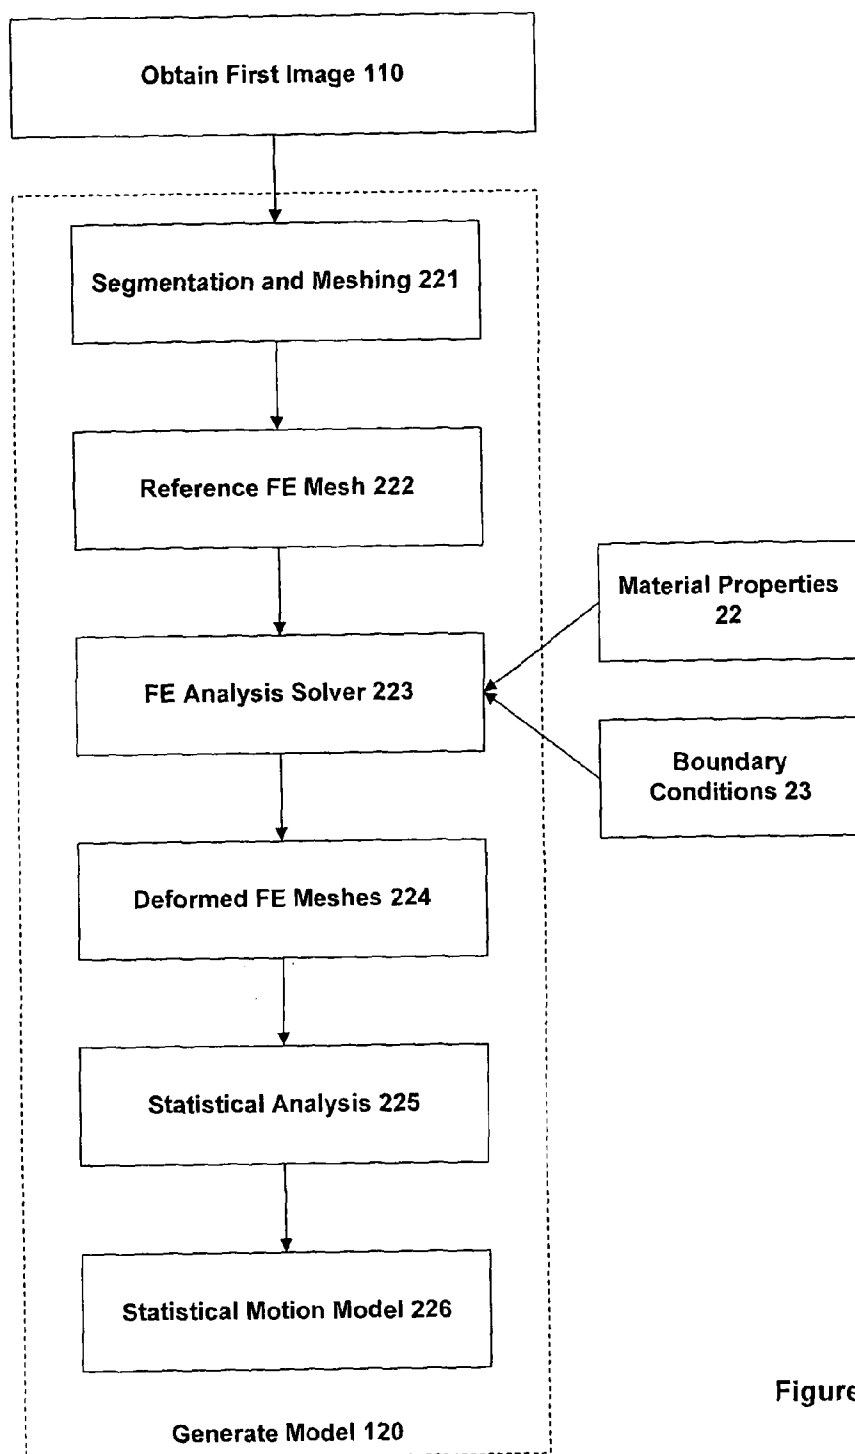 Obtain First Image 110
Segmentation and Meshing 221
Reference FE Mesh 222
Material Properties
22
FE Analysis Solver 223
Boundary
Conditions 23
Deformed FE Meshes 224
Statistical Analysis 225
Statistical Motion Model 226
Figure
Generate Model 120